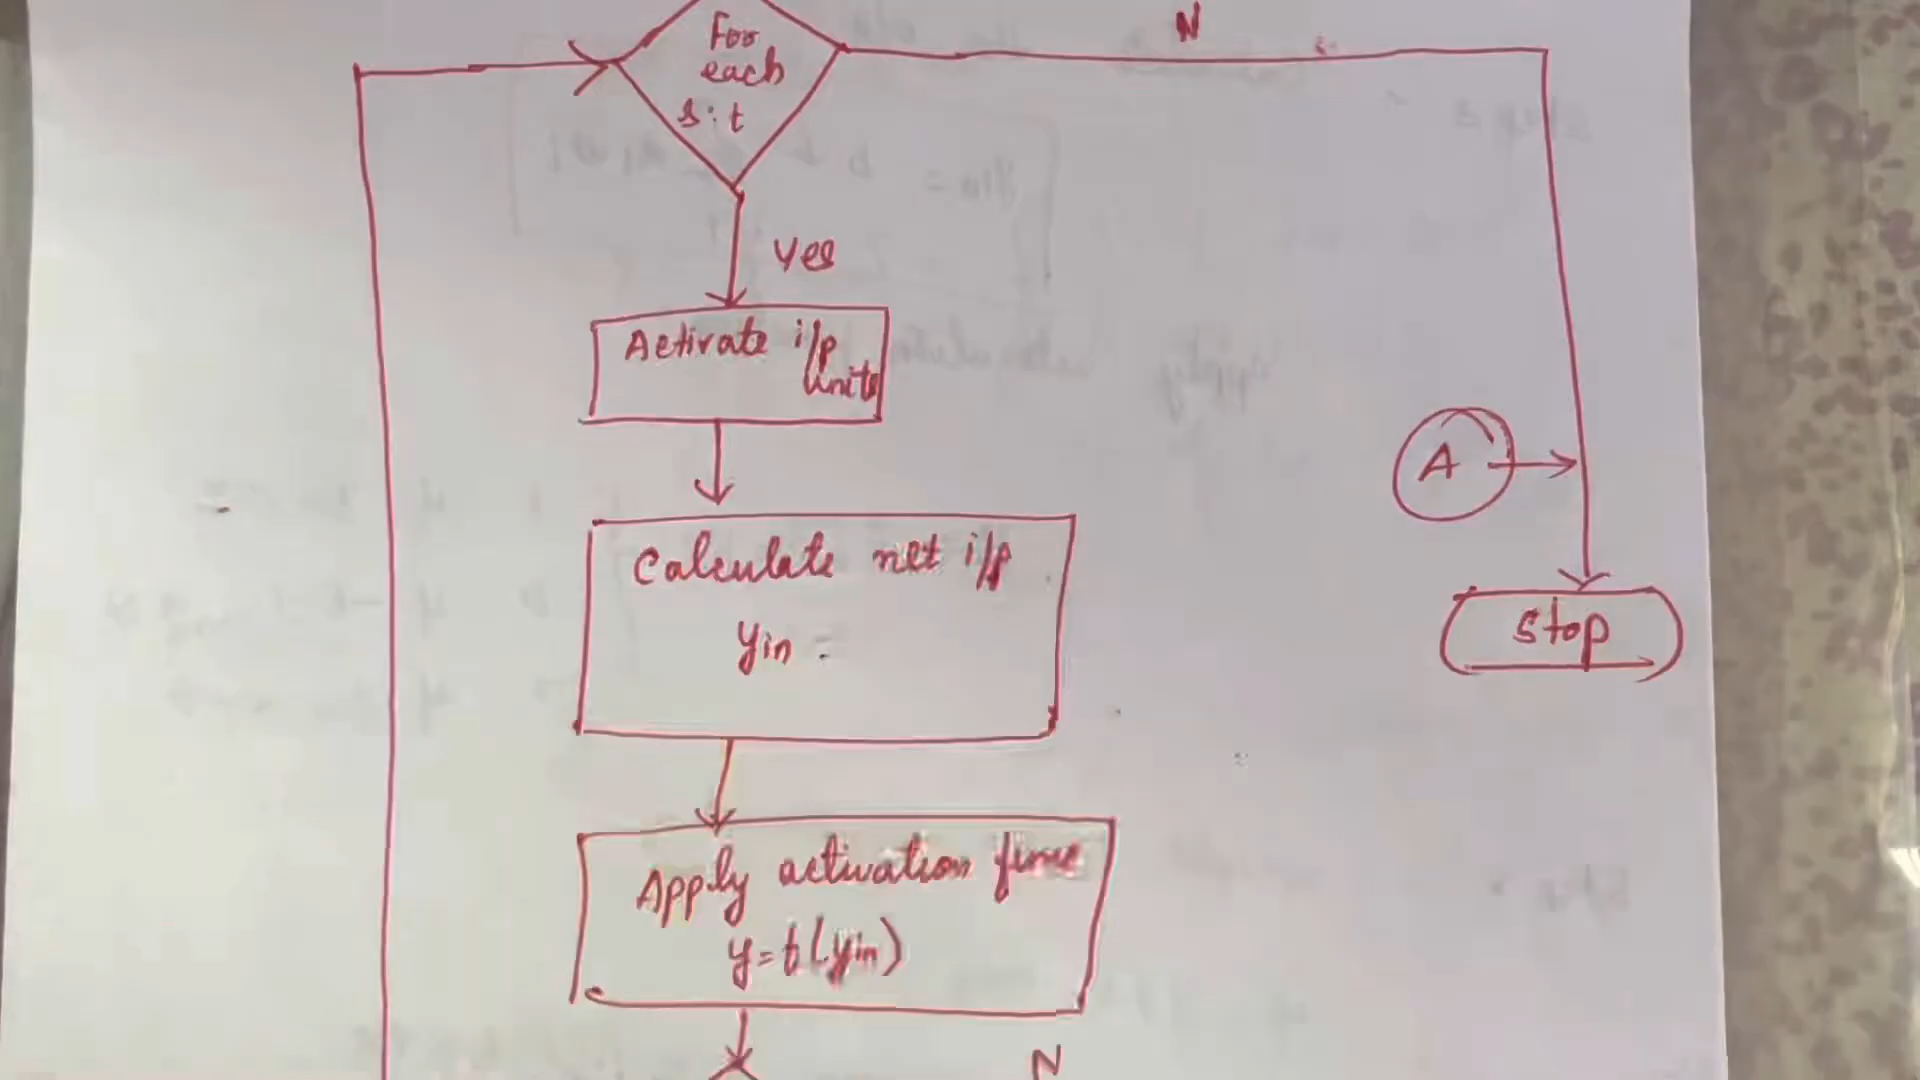 For
each
s:t
N
Yes
Activate i/p
units
Calculate net i/p
yin =
A
stop
Apply activation func
y=f(yin)
N